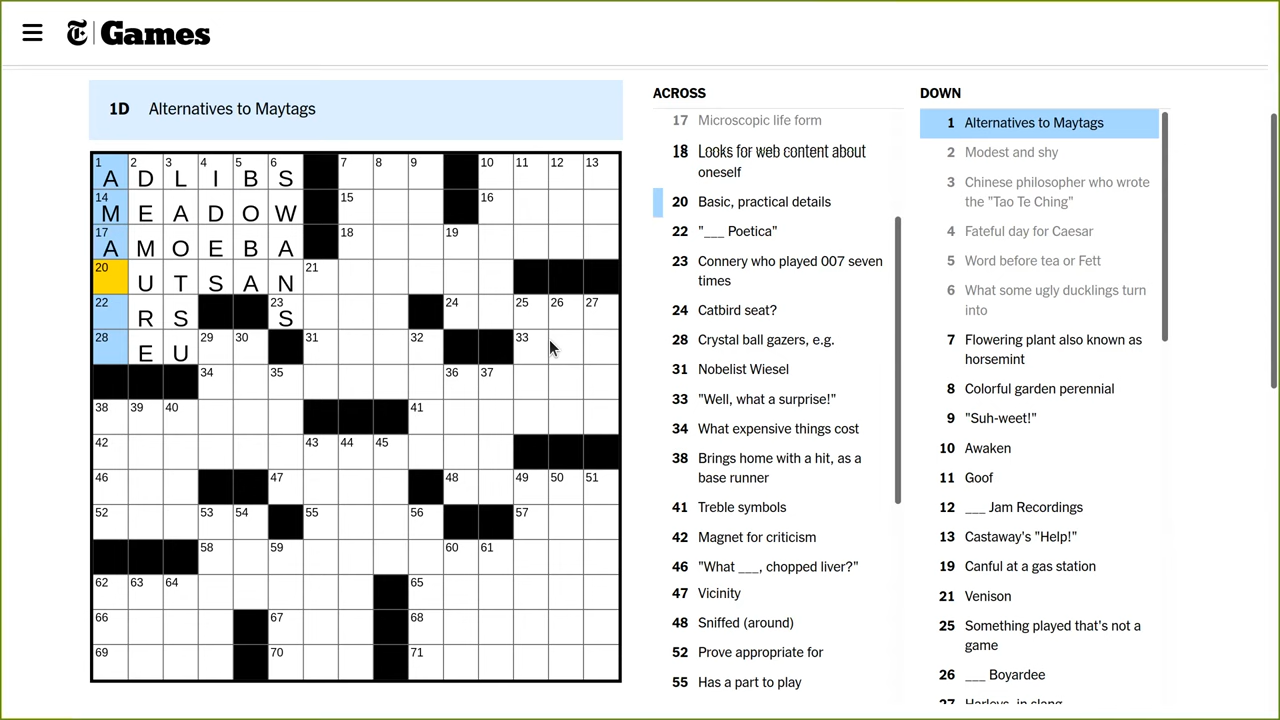 Games
1D Alternatives to Maytags
ACROSS
17 Microscopic life form
18 Looks for web content about
oneself
20 Basic, practical details
22 "___ Poetica"
23 Connery who played 007 seven
times
24 Catbird seat?
28 Crystal ball gazers, e.g.
31 Nobelist Wiesel
33 "Well, what a surprise!"
34 What expensive things cost
38 Brings home with a hit, as a
base runner
41 Treble symbols
42 Magnet for criticism
46 "What ___, chopped liver?"
47 Vicinity
48 Sniffed (around)
52 Prove appropriate for
55 Has a part to play
DOWN
1 Alternatives to Maytags
2 Modest and shy
3 Chinese philosopher who wrote
the "Tao Te Ching"
4 Fateful day for Caesar
5 Word before tea or Fett
6 What some ugly ducklings turn
into
7 Flowering plant also known as
horsemint
8 Colorful garden perennial
9 "Suh-weet!"
10 Awaken
11 Goof
12 ___ Jam Recordings
13 Castaway's "Help!"
19 Canful at a gas station
21 Venison
25 Something played that's not a
game
26 ___ Boyardee
27 Harleys, in slang
1 2 3 4 5 6 7 8 9 10 11 12 13
A D L I B S
14 15 16
M E A D O W
17 18 19
A M O E B A
20 21
U T S A N
22 23 24 25 26 27
R S S
28 29 30 31 32 33
E U
34 35 36 37
38 39 40 41
42 43 44 45
46 47 48 49 50 51
52 53 54 55 56 57
58 59 60 61
62 63 64 65
66 67 68
69 70 71